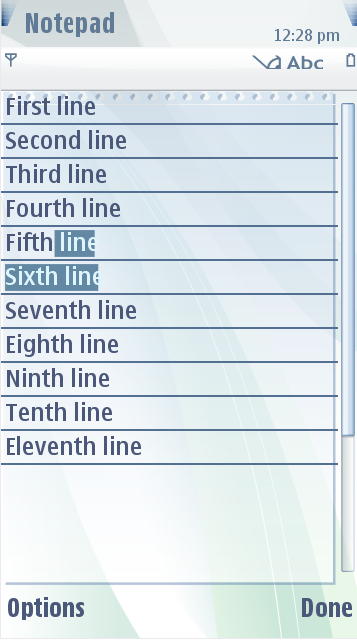 Notepad
12:28 pm
Abc
First line
Second line
Third line
Fourth line
Fifth line
Sixth line
Seventh line
Eighth line
Ninth line
Tenth line
Eleventh line
Options
Done